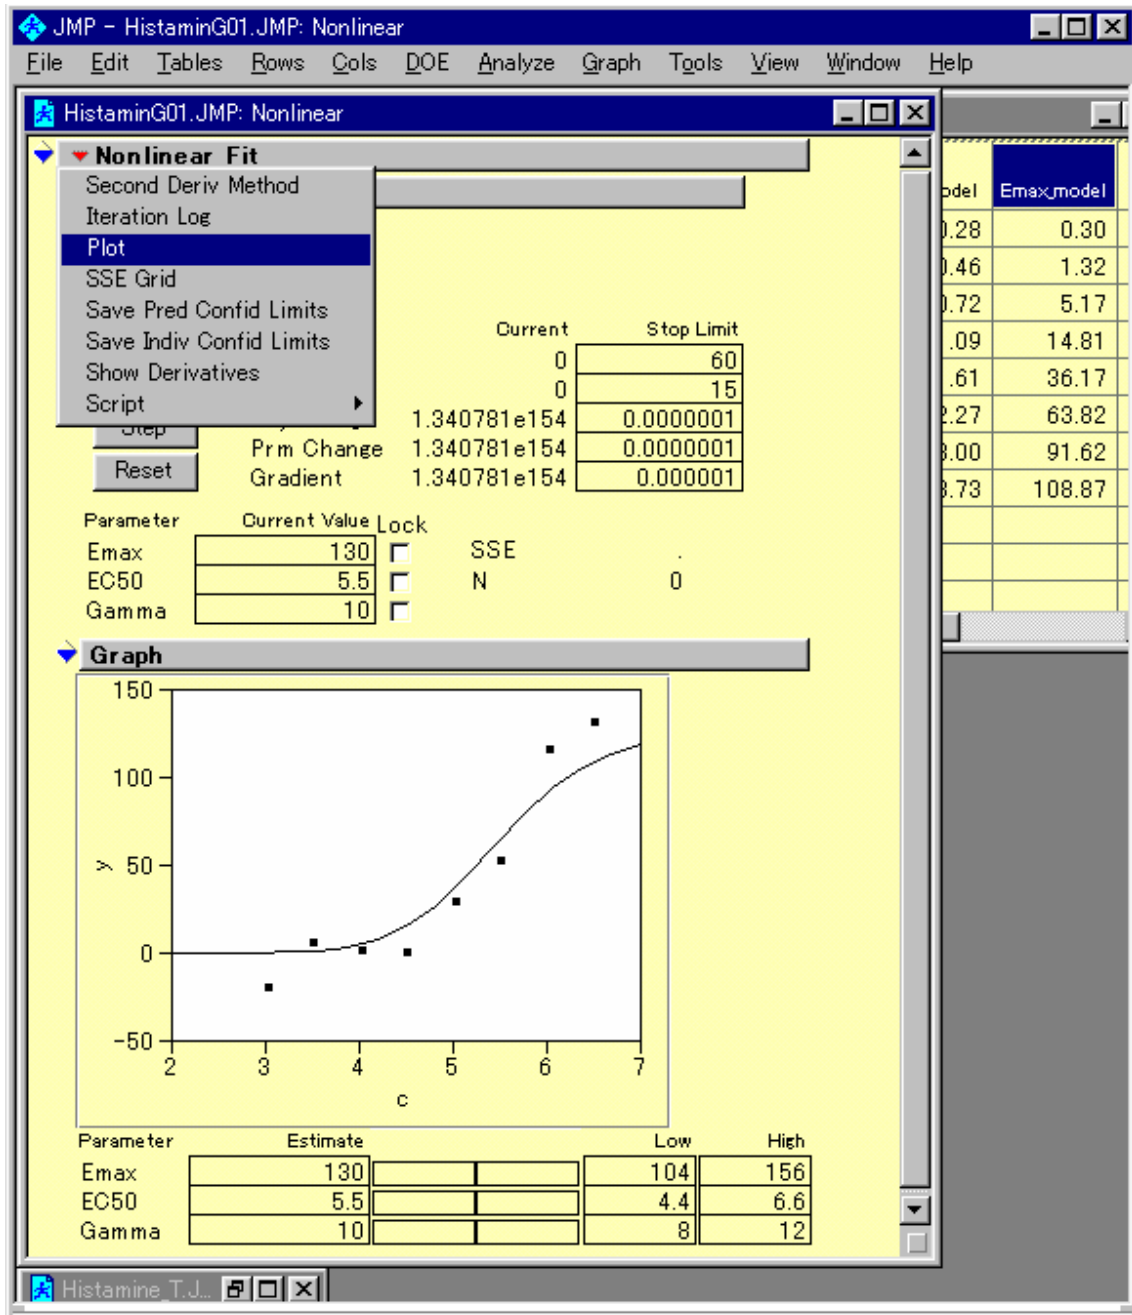 JMP - HistaminG01.JMP: Nonlinear
File Edit Tables Rows Cols DOE Analyze Graph Tools View Window Help
HistaminG01.JMP: Nonlinear
Nonlinear Fit
Second Deriv Method
Iteration Log
Plot
SSE Grid
Save Pred Confid Limits
Save Indiv Confid Limits
Show Derivatives
Script
Current Stop Limit
0 60
0 15
1.340781e154 0.0000001
Step
Prm Change 1.340781e154 0.0000001
Reset
Gradient 1.340781e154 0.000001
Parameter Current Value Lock
Emax 130 SSE .
EC50 5.5 N 0
Gamma 10
Emax_model
0.30
1.32
5.17
.09 14.81
.61 36.17
63.82
91.62
108.87
Graph
150
100
50
0
-50
y
2 3 4 5 6 7
c
Parameter Estimate Low High
Emax 130 104 156
EC50 5.5 4.4 6.6
Gamma 10 8 12
Histamine_T.J...